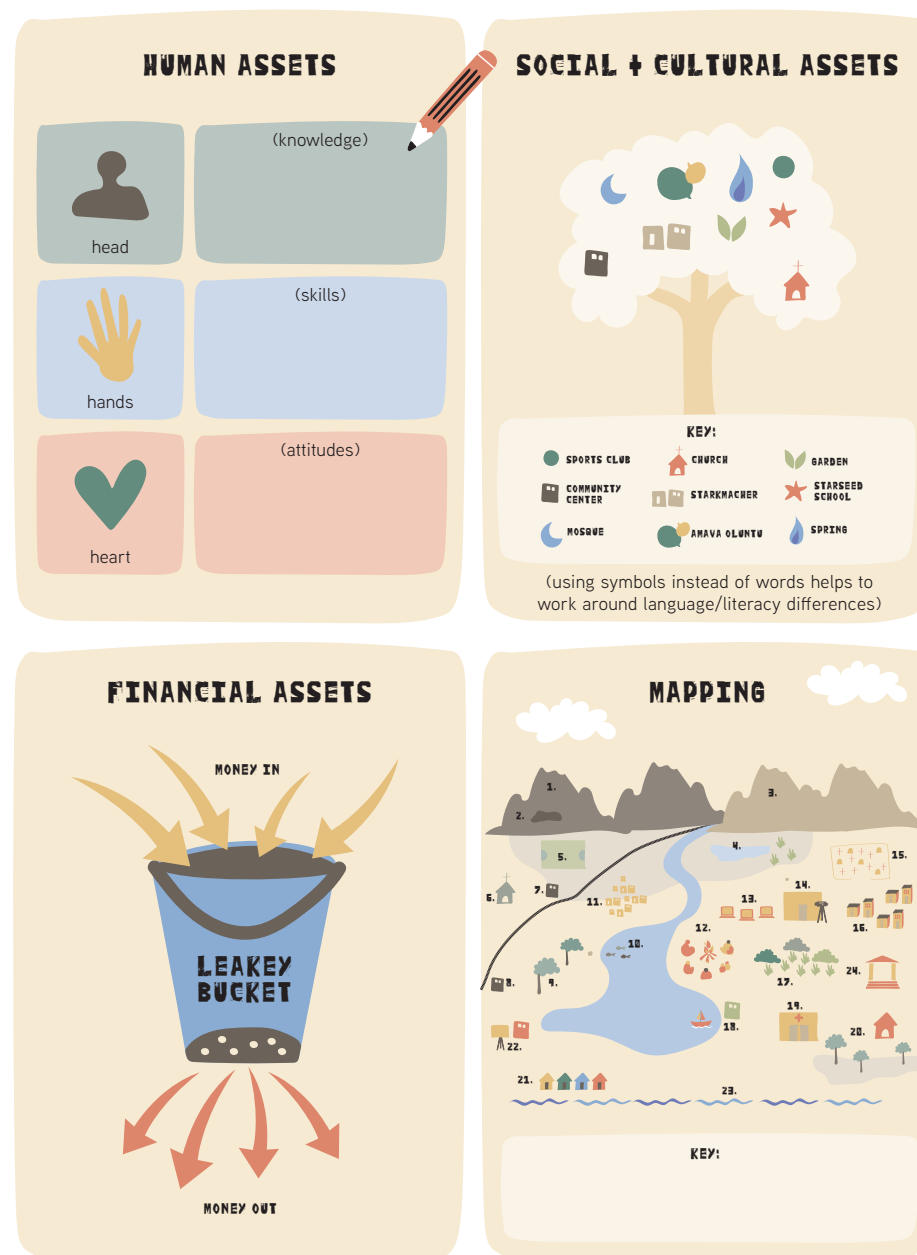 HUMAN ASSETS
(knowledge)
head
(skills)
hands
(attitudes)
heart
SOCIAL + CULTURAL ASSETS
KEY:
SPORTS CLUB
CHURCH
GARDEN
COMMUNITY
CENTER
STARKMACHER
STARSEED
SCHOOL
MOSQUE
AMAVA OLUNTU
SPRING
(using symbols instead of words helps to
work around language/literacy differences)
FINANCIAL ASSETS
MONEY IN
LEAKEY
BUCKET
MONEY OUT
MAPPING
1.
2.
3.
4.
5.
6.
7.
8.
9.
10.
11.
12.
13.
14.
15.
16.
17.
18.
19.
20.
21.
22.
23.
24.
KEY: